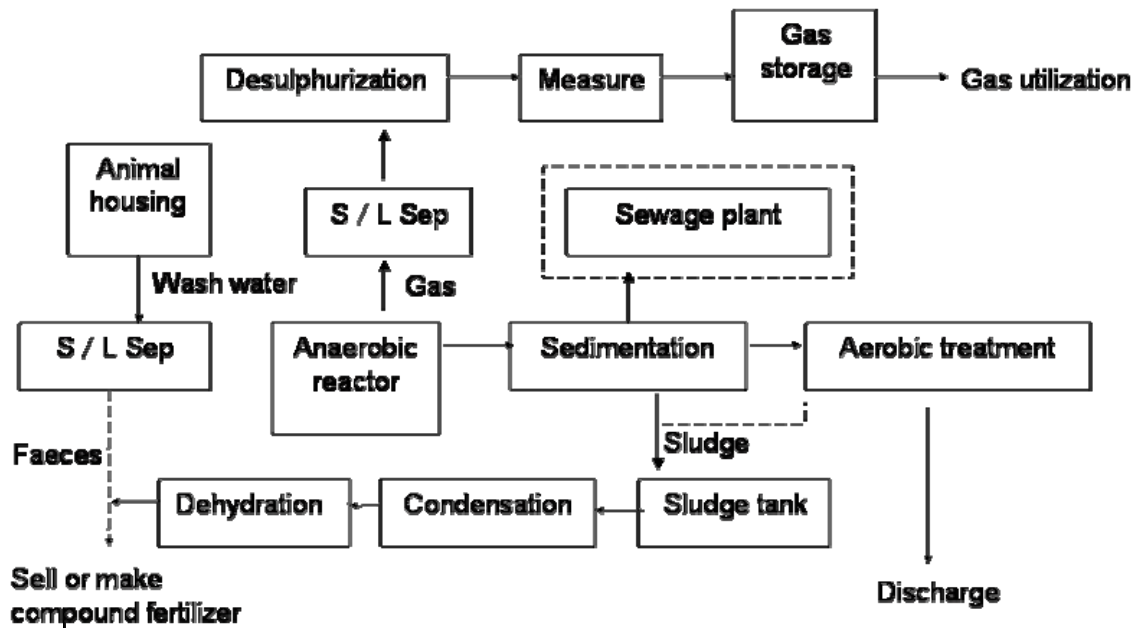 Gas
storage
Desulphurization
Measure
Gas utilization
Animal
housing
S / L Sep
Sewage plant
Wash water
Gas
S / L Sep
Anaerobic
reactor
Sedimentation
Aerobic treatment
Faeces
Sludge
Dehydration
Condensation
Sludge tank
Sell or make
compound fertilizer
Discharge